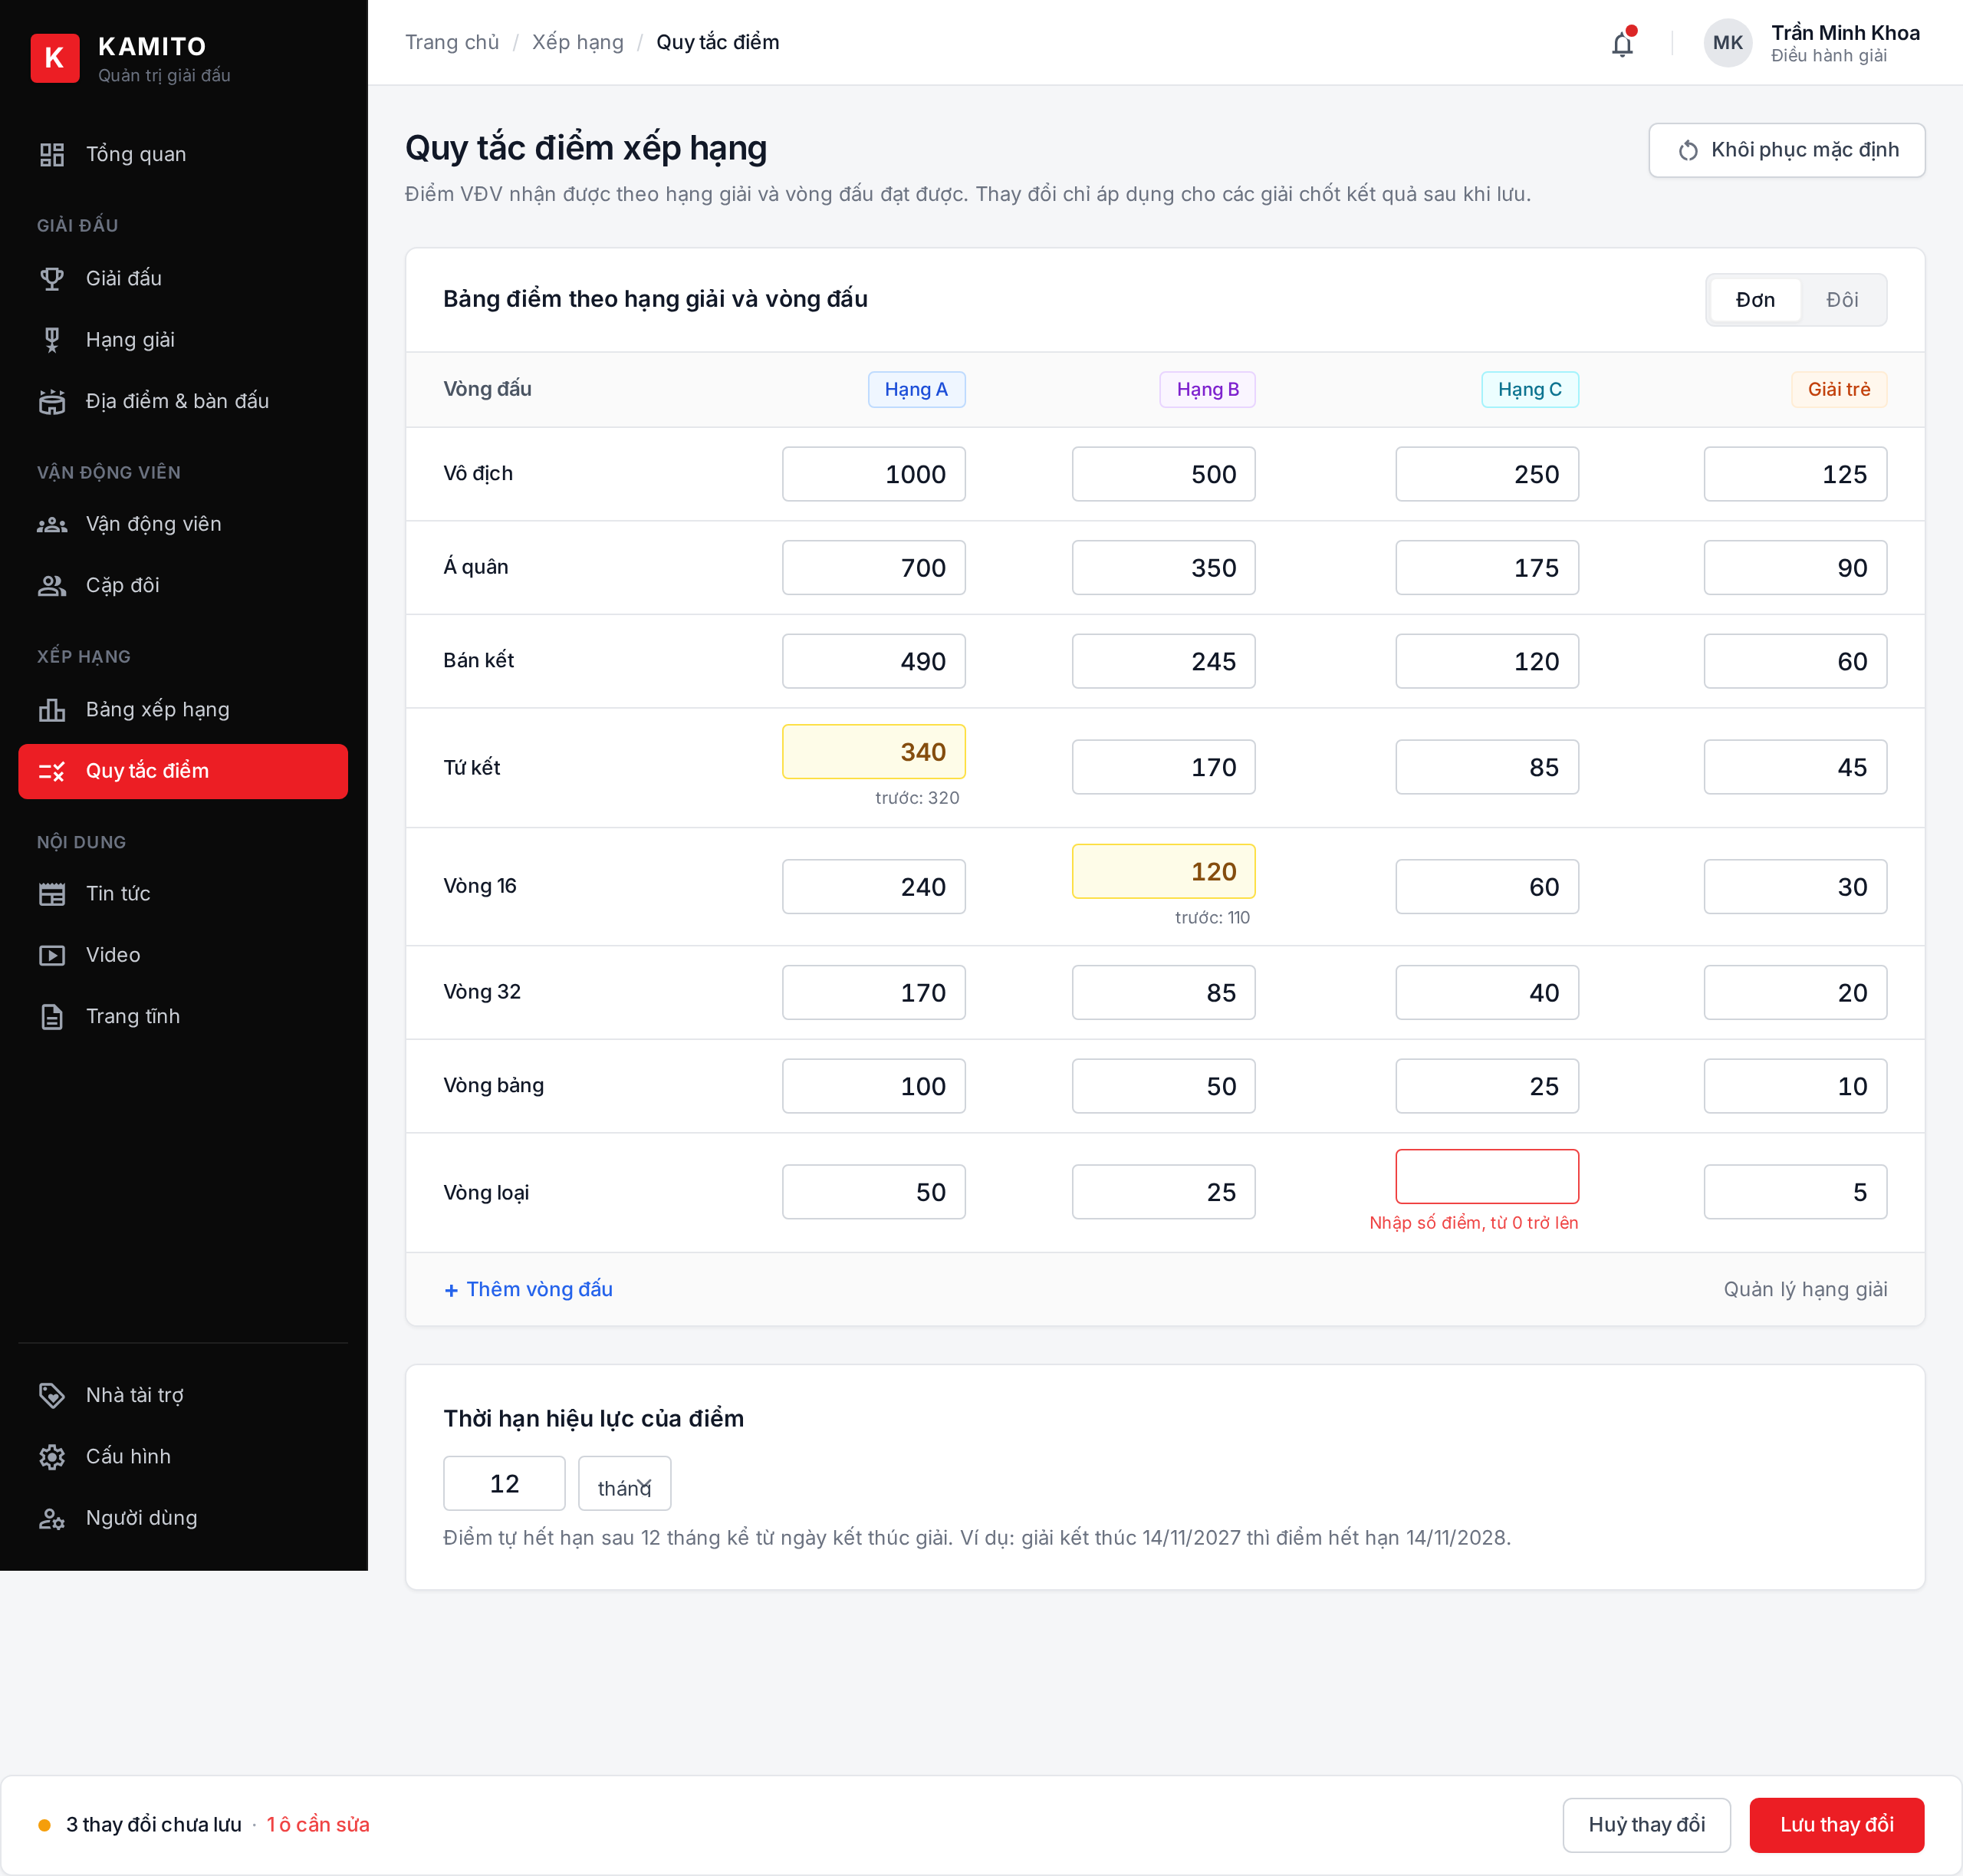 K
KAMITO
Quản trị giải đấu
Tổng quan
GIẢI ĐẤU
Giải đấu
Hạng giải
Địa điểm & bàn đấu
VẬN ĐỘNG VIÊN
Vận động viên
Cặp đôi
XẾP HẠNG
Bảng xếp hạng
Quy tắc điểm
NỘI DUNG
Tin tức
Video
Trang tĩnh
Nhà tài trợ
Cấu hình
Người dùng
Trang chủ / Xếp hạng / Quy tắc điểm
MK
Trần Minh Khoa
Điều hành giải
Quy tắc điểm xếp hạng
Điểm VĐV nhận được theo hạng giải và vòng đấu đạt được. Thay đổi chỉ áp dụng cho các giải chốt kết quả sau khi lưu.
Khôi phục mặc định
Bảng điểm theo hạng giải và vòng đấu
Đơn Đôi
Vòng đấu Hạng A Hạng B Hạng C Giải trẻ
Vô địch 1000 500 250 125
Á quân 700 350 175 90
Bán kết 490 245 120 60
Tứ kết 340 170 85 45
trước: 320
Vòng 16 240 120 60 30
trước: 110
Vòng 32 170 85 40 20
Vòng bảng 100 50 25 10
Vòng loại 50 25 5
Nhập số điểm, từ 0 trở lên
+ Thêm vòng đấu
Quản lý hạng giải
Thời hạn hiệu lực của điểm
12 tháng
Điểm tự hết hạn sau 12 tháng kể từ ngày kết thúc giải. Ví dụ: giải kết thúc 14/11/2027 thì điểm hết hạn 14/11/2028.
3 thay đổi chưa lưu · 1 ô cần sửa
Huỷ thay đổi
Lưu thay đổi